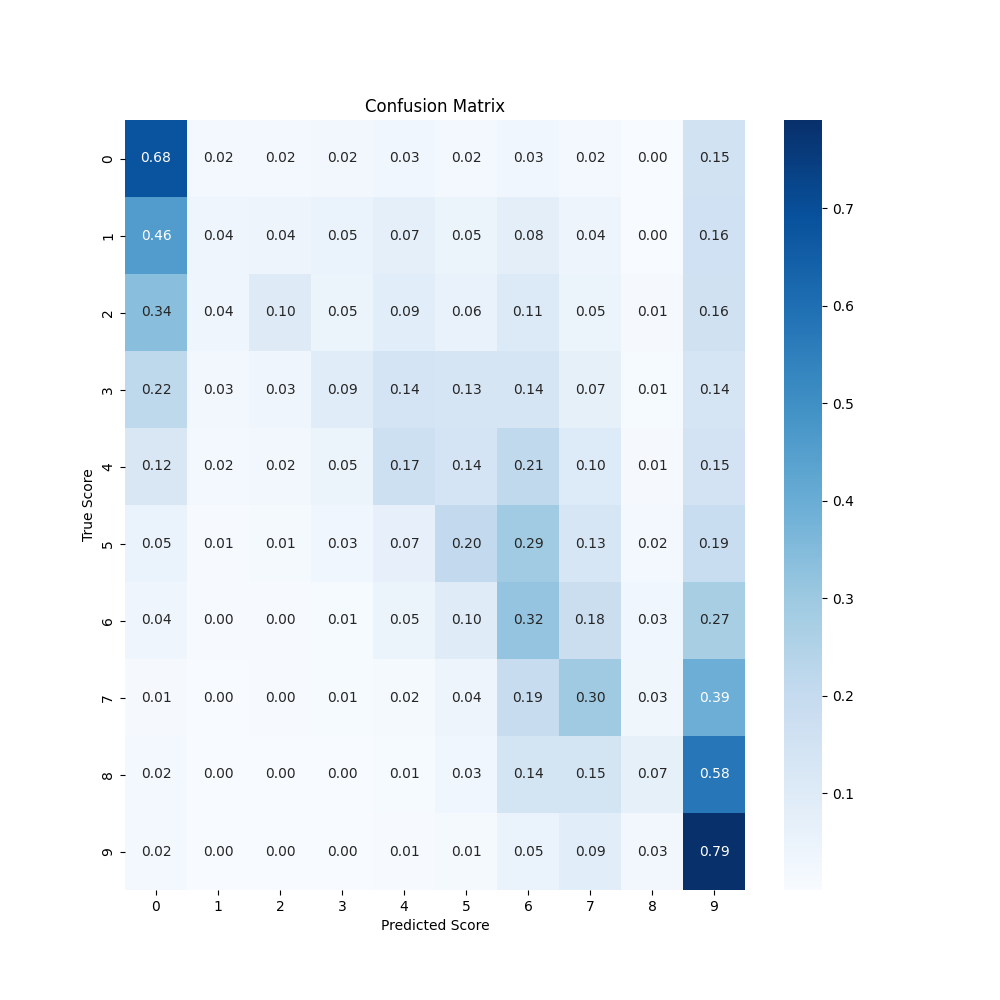 Confusion Matrix
0 0.68 0.02 0.02 0.02 0.03 0.02 0.03 0.02 0.00 0.15
1 0.46 0.04 0.04 0.05 0.07 0.05 0.08 0.04 0.00 0.16
2 0.34 0.04 0.10 0.05 0.09 0.06 0.11 0.05 0.01 0.16
3 0.22 0.03 0.03 0.09 0.14 0.13 0.14 0.07 0.01 0.14
4 0.12 0.02 0.02 0.05 0.17 0.14 0.21 0.10 0.01 0.15
5 0.05 0.01 0.01 0.03 0.07 0.20 0.29 0.13 0.02 0.19
6 0.04 0.00 0.00 0.01 0.05 0.10 0.32 0.18 0.03 0.27
7 0.01 0.00 0.00 0.01 0.02 0.04 0.19 0.30 0.03 0.39
8 0.02 0.00 0.00 0.00 0.01 0.03 0.14 0.15 0.07 0.58
9 0.02 0.00 0.00 0.00 0.01 0.01 0.05 0.09 0.03 0.79
0 1 2 3 4 5 6 7 8 9
Predicted Score
True Score
0.7
0.6
0.5
0.4
0.3
0.2
0.1